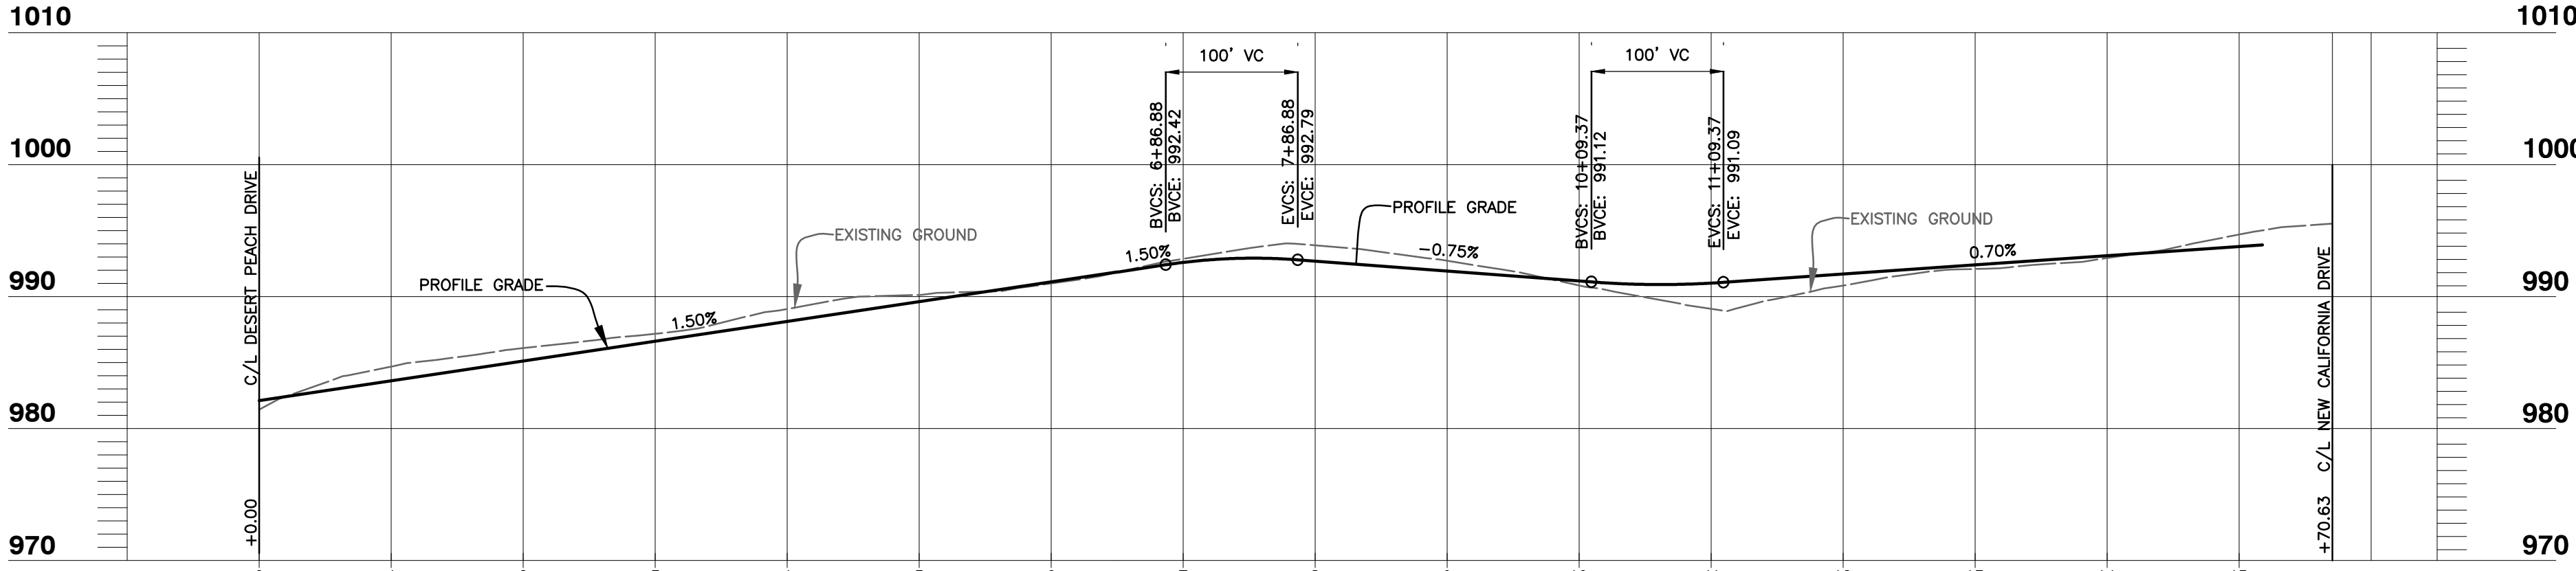 1010
1010
100' VC
100' VC
BVCS: 6+86.88
BVCE: 992.42
EVCS: 7+86.88
EVCE: 992.79
BVCS: 10+09.37
BVCE: 991.12
EVCS: 11+09.37
EVCE: 991.09
1000
1000
C/L DESERT PEACH DRIVE
PROFILE GRADE
EXISTING GROUND
EXISTING GROUND
1.50%
-0.75%
0.70%
PROFILE GRADE
990
990
1.50%
C/L NEW CALIFORNIA DRIVE
980
980
+0.00
+70.63
970
970